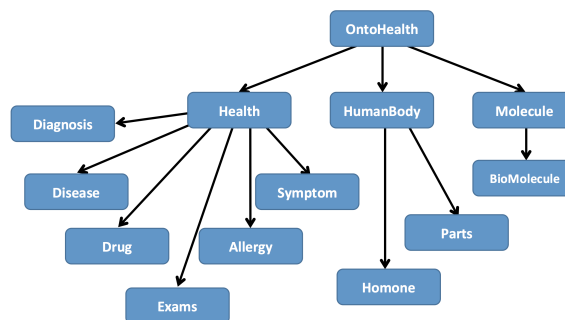 OntoHealth
Health
HumanBody
Molecule
Diagnosis
BioMolecule
Disease
Symptom
Parts
Drug
Allergy
Homone
Exams